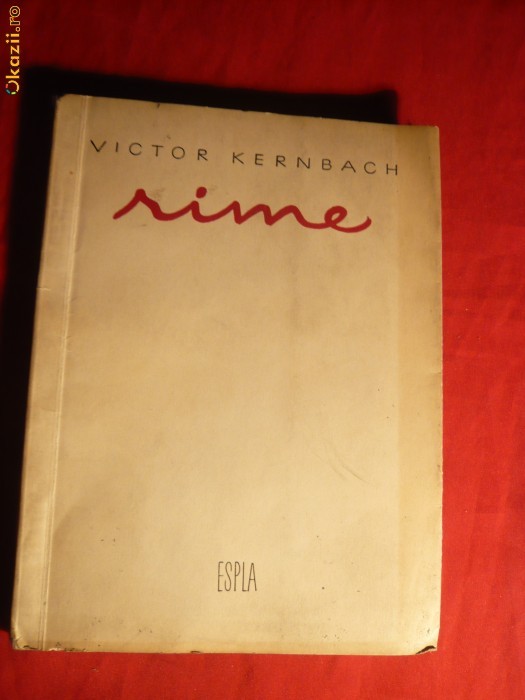 Okazii.ro
VICTOR KERNBACH
rime
ESPLA